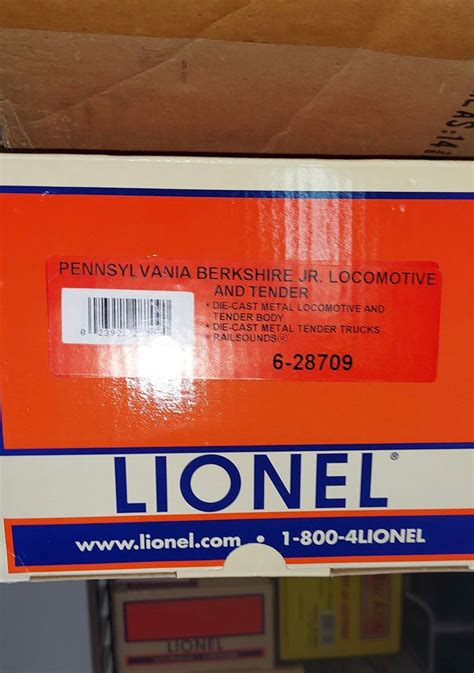 PENNSYLVANIA BERKSHIRE JR. LOCOMOTIVE
AND TENDER
• DIE-CAST METAL LOCOMOTIVE AND
TENDER BODY
• DIE-CAST METAL TENDER TRUCKS
• RAILSOUNDS®
6-28709
LIONEL®
www.lionel.com • 1-800-4LIONEL
LIONEL